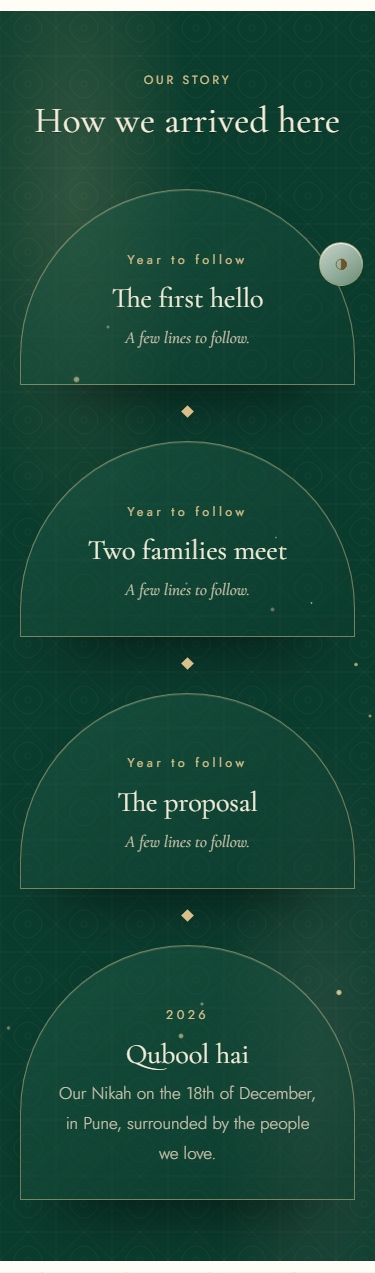 OUR STORY
How we arrived here
Year to follow
The first hello
A few lines to follow.
Year to follow
Two families meet
A few lines to follow.
Year to follow
The proposal
A few lines to follow.
2026
Qubool hai
Our Nikah on the 18th of December,
in Pune, surrounded by the people
we love.